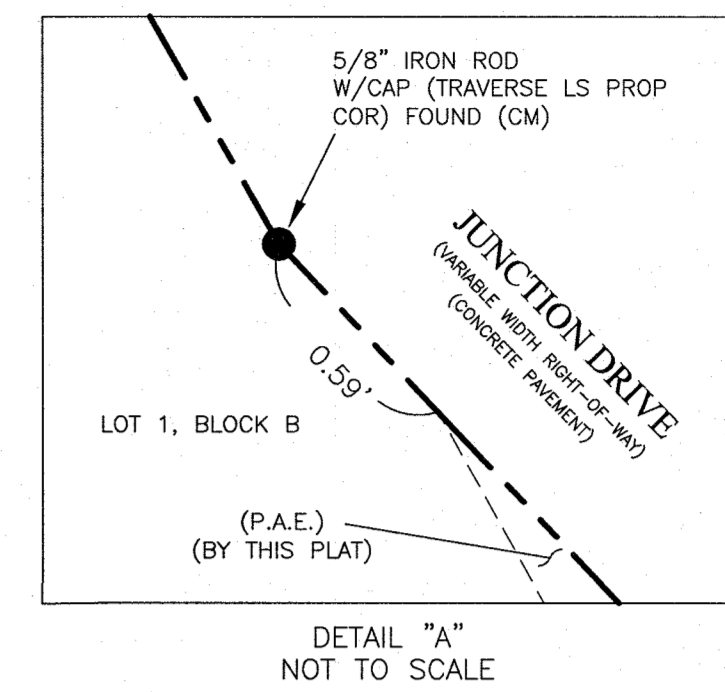 5/8" IRON ROD
W/CAP (TRAVERSE LS PROP
COR) FOUND (CM)
JUNCTION DRIVE
(VARIABLE WIDTH RIGHT-OF-WAY)
(CONCRETE PAVEMENT)
0.59'
LOT 1, BLOCK B
(P.A.E.)
(BY THIS PLAT)
DETAIL "A"
NOT TO SCALE